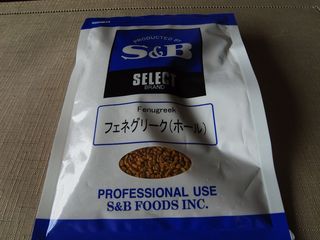 PRODUCED BY
S&B
SELECT
BRAND
Fenugreek
フェネグリーク(ホール)
PROFESSIONAL USE
S&B FOODS INC.